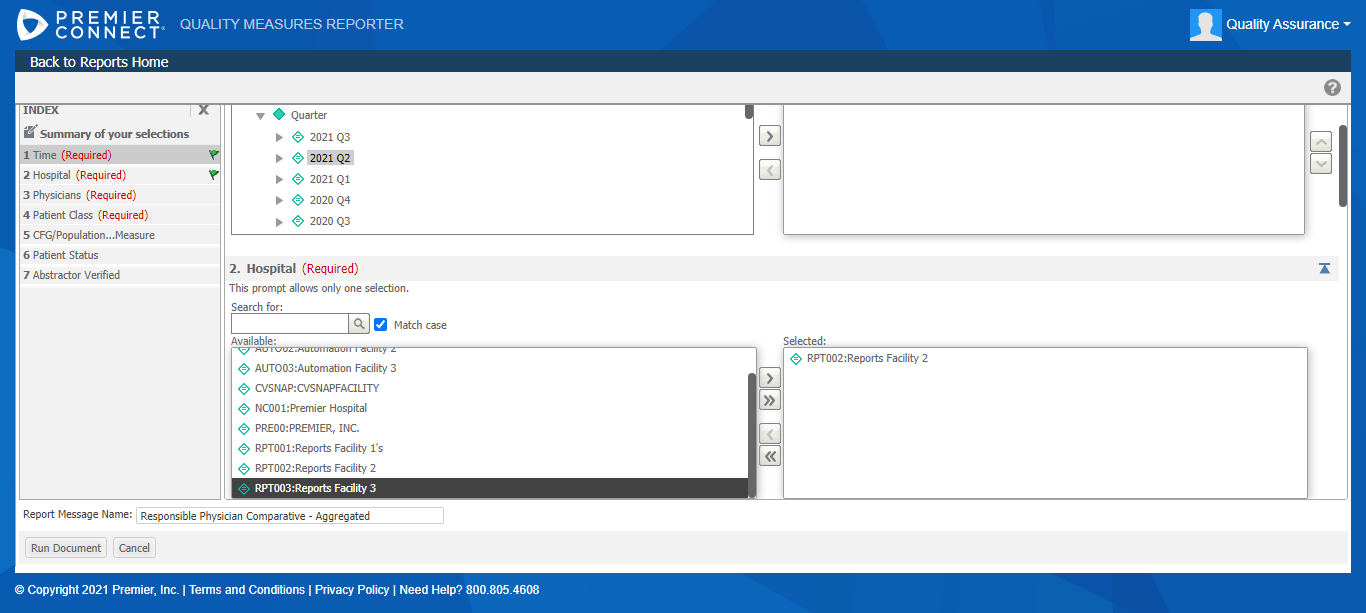 PREMIER CONNECT QUALITY MEASURES REPORTER
Quality Assurance
Back to Reports Home
INDEX
Summary of your selections
1 Time (Required)
2 Hospital (Required)
3 Physicians (Required)
4 Patient Class (Required)
5 CFG/Population...Measure
6 Patient Status
7 Abstractor Verified
Quarter
2021 Q3
2021 Q2
2021 Q1
2020 Q4
2020 Q3
2. Hospital (Required)
This prompt allows only one selection.
Search for:
Match case
Available:
AUTO02:Automation Facility 2
AUTO03:Automation Facility 3
CVSNAP:CVSNAPFACILITY
NC001:Premier Hospital
PRE00:PREMIER, INC.
RPT001:Reports Facility 1's
RPT002:Reports Facility 2
RPT003:Reports Facility 3
Selected:
RPT002:Reports Facility 2
Report Message Name: Responsible Physician Comparative - Aggregated
Run Document Cancel
© Copyright 2021 Premier, Inc. | Terms and Conditions | Privacy Policy | Need Help? 800.805.4608